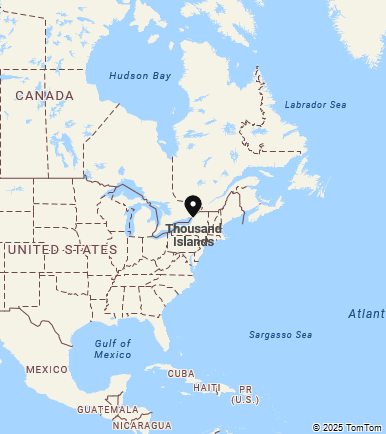 Hudson Bay
CANADA
Labrador Sea
Thousand
Islands
UNITED STATES
Atlant
Sargasso Sea
Gulf of
Mexico
MEXICO
CUBA
HAITI
PR
(U.S.)
GUATEMALA
NICARAGUA
© 2025 TomTom